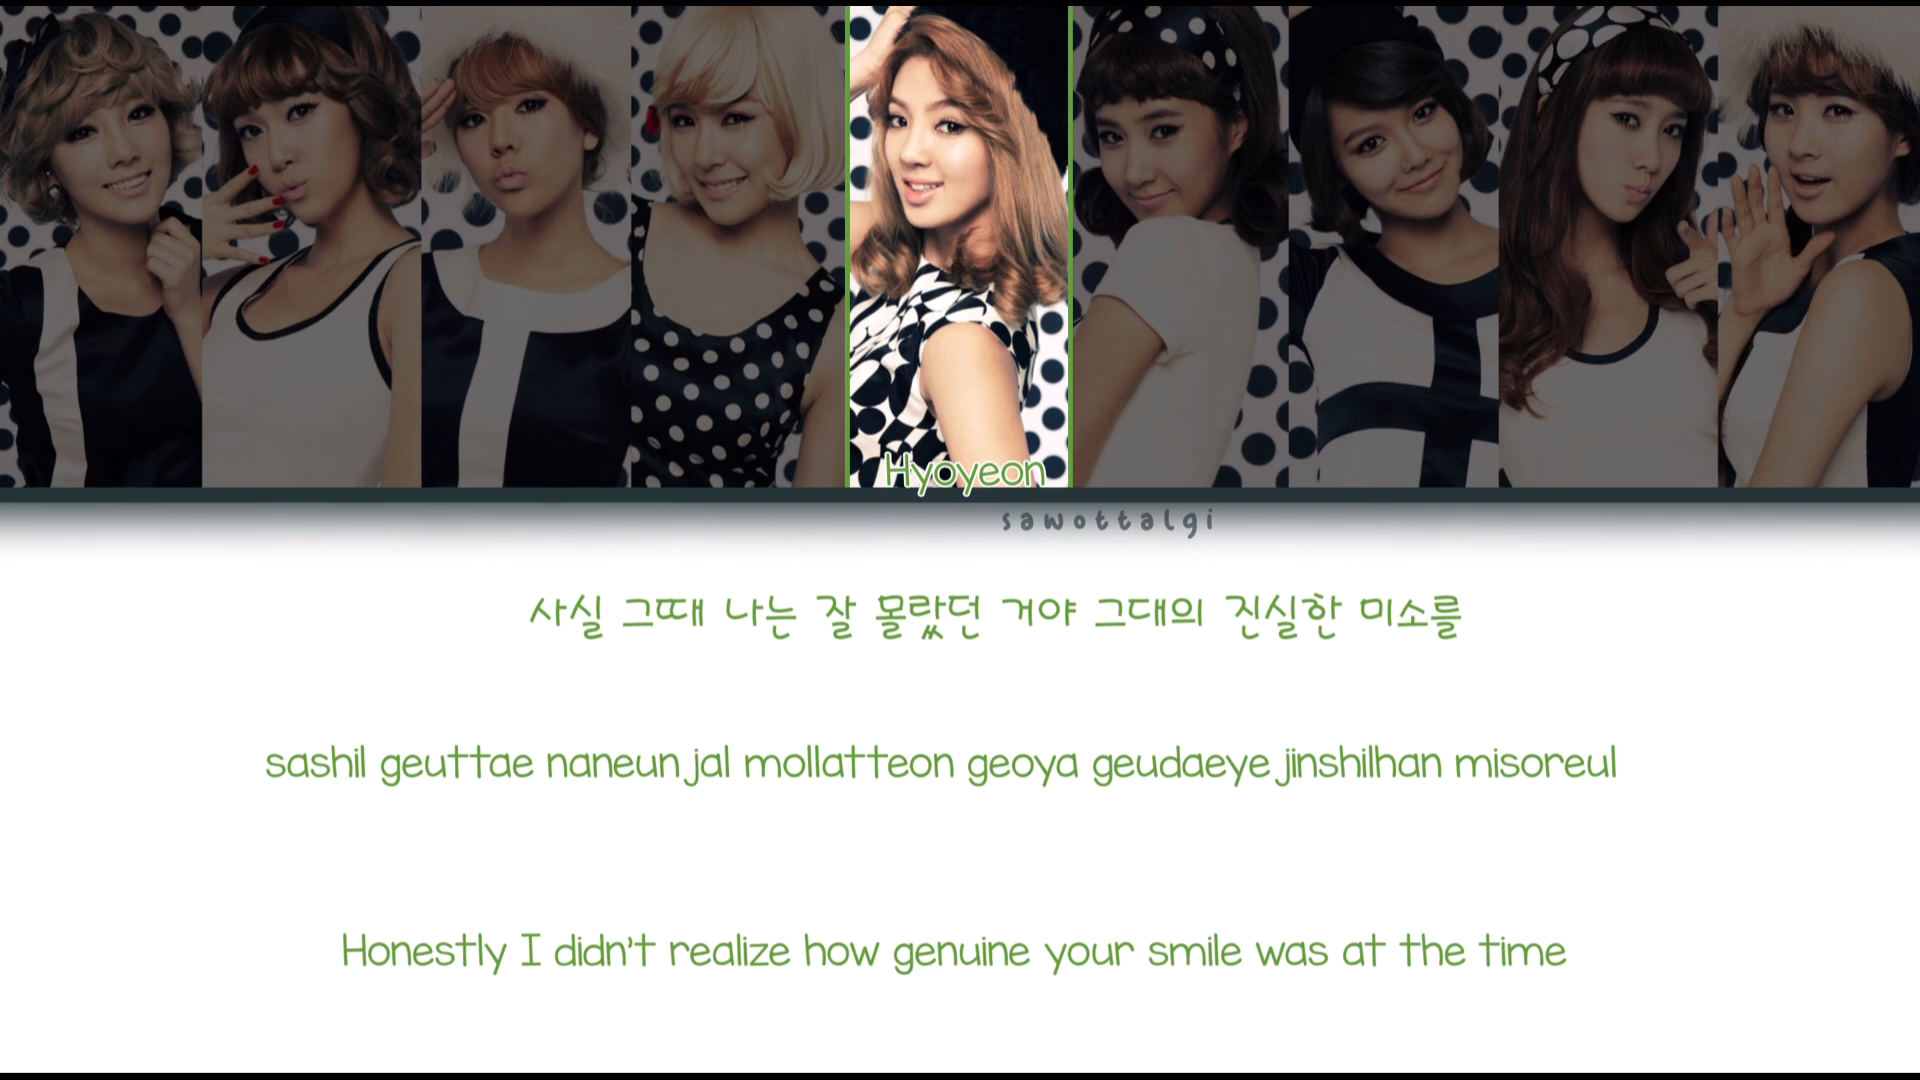 Hyoyeon
sawottalgi
사실 그때 나는 잘 몰랐던 거야 그대의 진실한 미소를
sashil geuttae naneun jal mollatteon geoya geudaeye jinshilhan misoreul
Honestly I didn't realize how genuine your smile was at the time